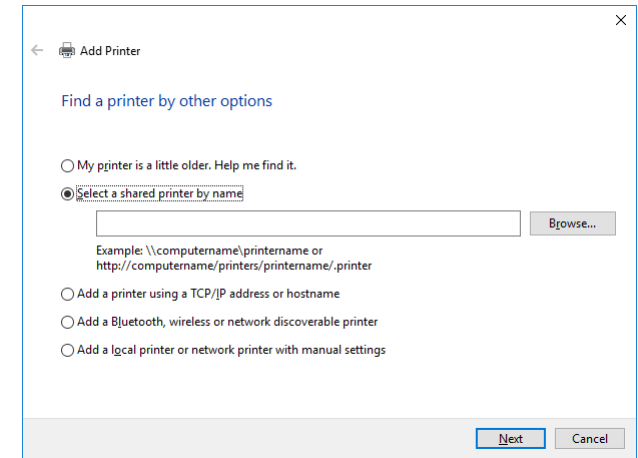 Add Printer
Find a printer by other options
My printer is a little older. Help me find it.
Select a shared printer by name
Browse...
Example: \\computername\printername or
http://computername/printers/printername/.printer
Add a printer using a TCP/IP address or hostname
Add a Bluetooth, wireless or network discoverable printer
Add a local printer or network printer with manual settings
Next Cancel